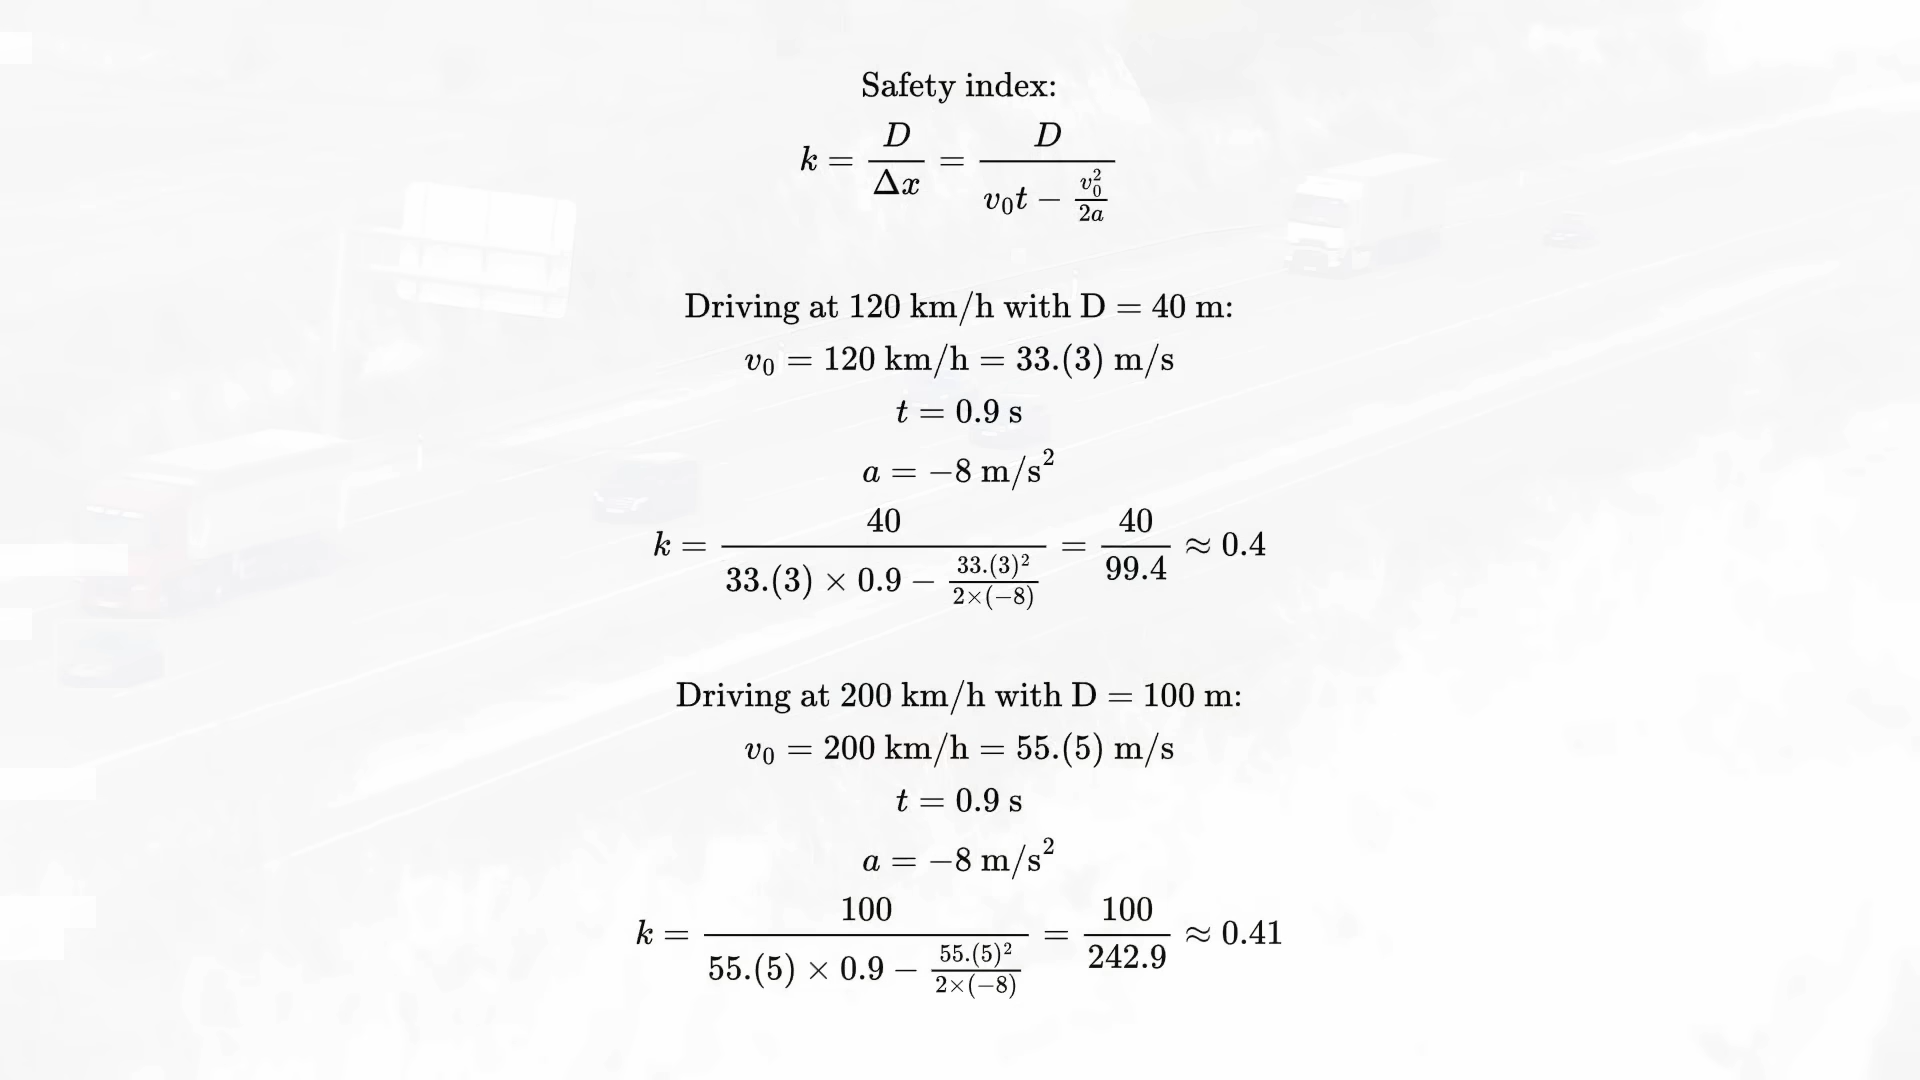 Safety index:
k = D/Δx = D/(v₀t − v₀²/2a)
Driving at 120 km/h with D = 40 m:
v₀ = 120 km/h = 33.(3) m/s
t = 0.9 s
a = −8 m/s²
k = 40/(33.(3) × 0.9 − 33.(3)²/(2×(−8))) = 40/99.4 ≈ 0.4
Driving at 200 km/h with D = 100 m:
v₀ = 200 km/h = 55.(5) m/s
t = 0.9 s
a = −8 m/s²
k = 100/(55.(5) × 0.9 − 55.(5)²/(2×(−8))) = 100/242.9 ≈ 0.41